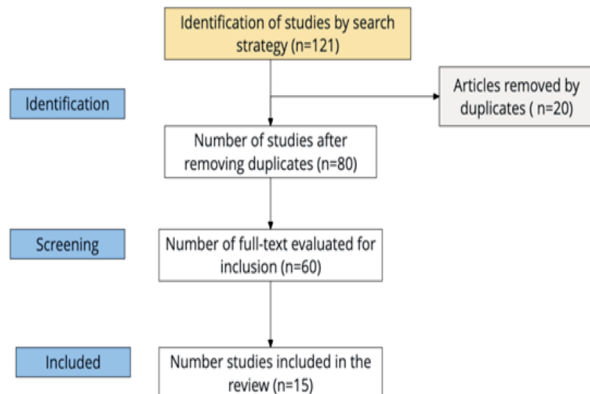 Identification of studies by search
strategy (n=121)
Articles removed by
duplicates ( n=20)
Identification
Number of studies after
removing duplicates (n=80)
Screening
Number of full-text evaluated for
inclusion (n=60)
Included
Number studies included in the
review (n=15)